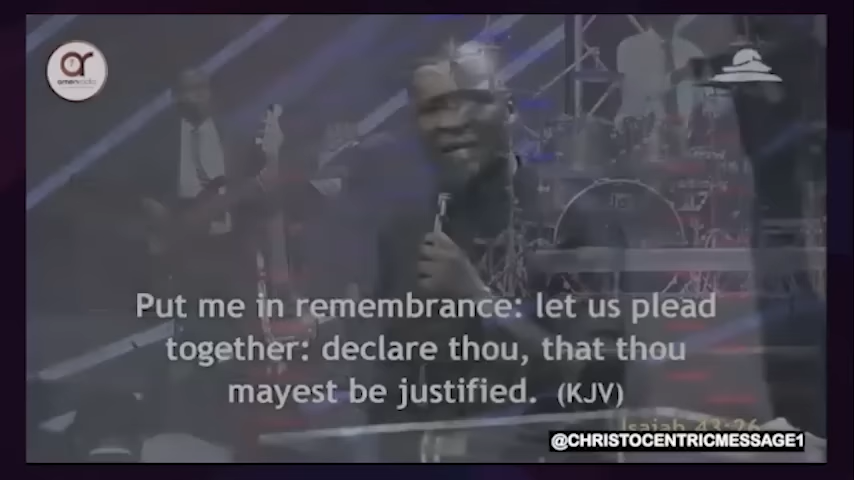 ar
Put me in remembrance: let us plead
together: declare thou, that thou
mayest be justified. (KJV)
Isaiah 43:26
@CHRISTOCENTRICMESSAGE1